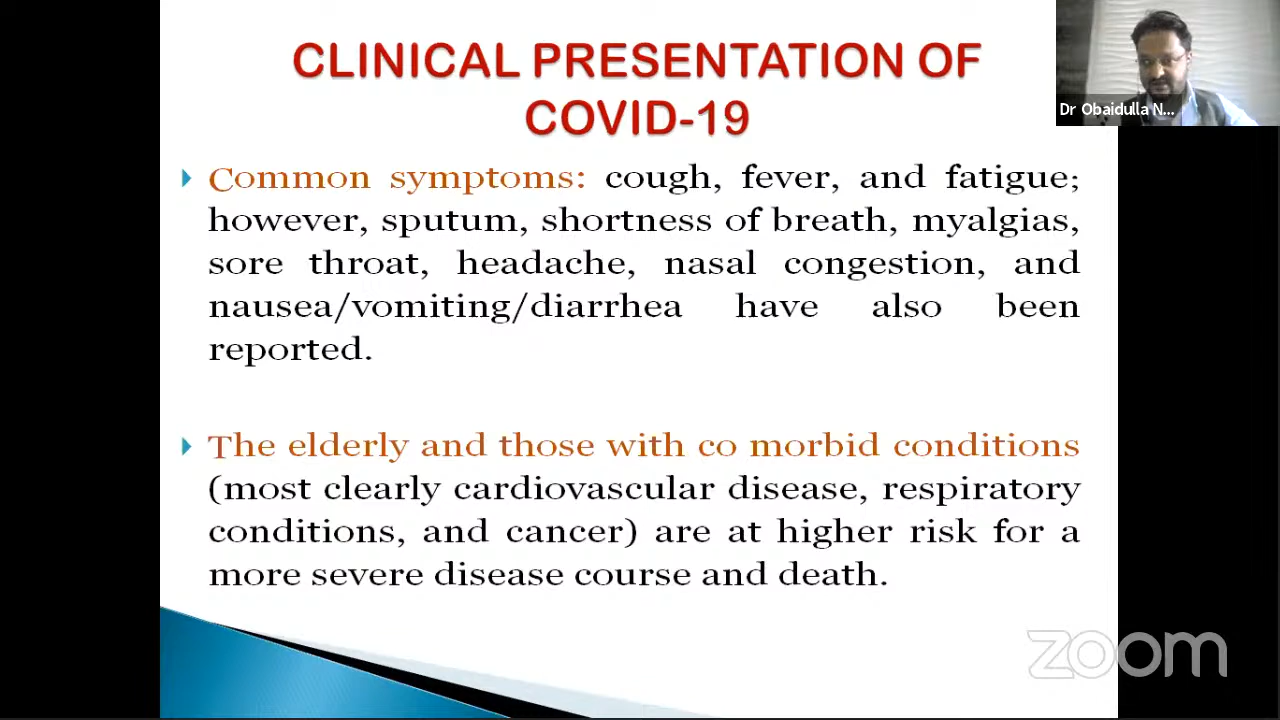 CLINICAL PRESENTATION OF
COVID-19
Dr Obaidulla N...
Common symptoms: cough, fever, and fatigue;
however, sputum, shortness of breath, myalgias,
sore throat, headache, nasal congestion, and
nausea/vomiting/diarrhea have also been
reported.
The elderly and those with co morbid conditions
(most clearly cardiovascular disease, respiratory
conditions, and cancer) are at higher risk for a
more severe disease course and death.
zoom